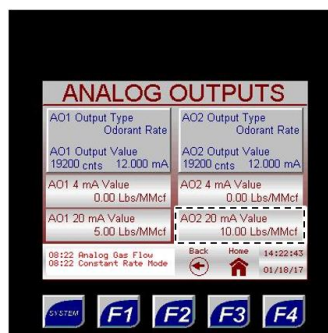 ANALOG OUTPUTS
AO1 Output Type
Odorant Rate
AO1 Output Value
19200 cnts 12.000 mA
AO2 Output Type
Odorant Rate
AO2 Output Value
19200 cnts 12.000 mA
AO1 4 mA Value
0.00 Lbs/MMcf
AO2 4 mA Value
0.00 Lbs/MMcf
AO1 20 mA Value
5.00 Lbs/MMcf
AO2 20 mA Value
10.00 Lbs/MMcf
08:22 Analog Gas Flow
08:22 Constant Rate Mode
Back
Home
14:22:43
01/18/17
SYSTEM F1 F2 F3 F4